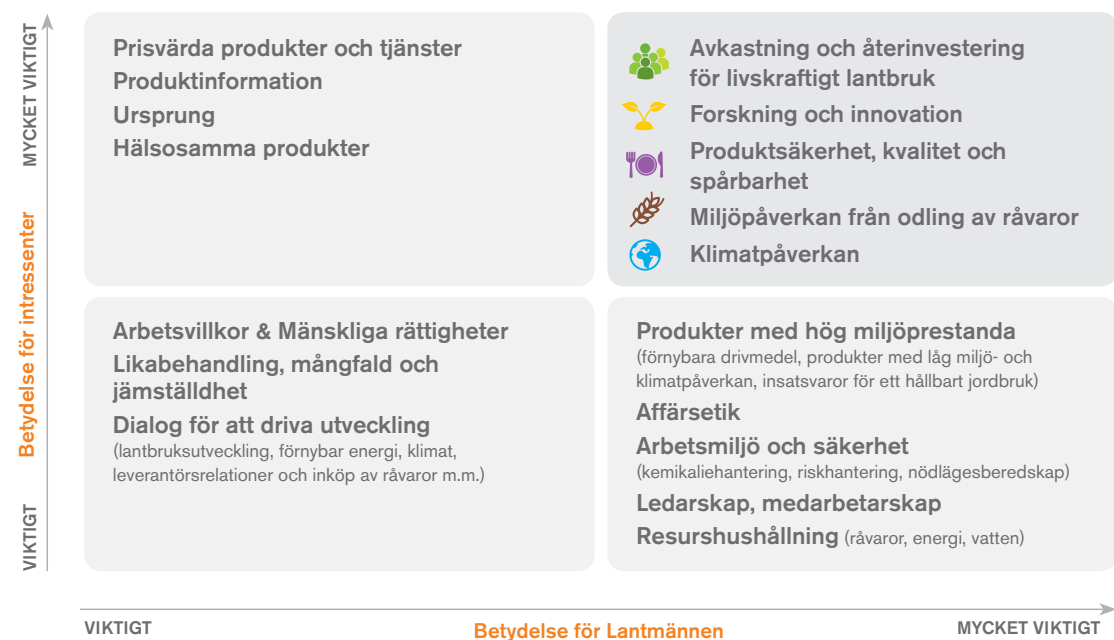 MYCKET VIKTIGT
Betydelse för intressenter
VIKTIGT
Prisvärda produkter och tjänster
Produktinformation
Ursprung
Hälsosamma produkter
Avkastning och återinvestering
för livskraftigt lantbruk
Forskning och innovation
Produktsäkerhet, kvalitet och
spårbarhet
Miljöpåverkan från odling av råvaror
Klimatpåverkan
Arbetsvillkor & Mänskliga rättigheter
Likabehandling, mångfald och
jämställdhet
Dialog för att driva utveckling
(lantbruksutveckling, förnybar energi, klimat,
leverantörsrelationer och inköp av råvaror m.m.)
Produkter med hög miljöprestanda
(förnybara drivmedel, produkter med låg miljö- och
klimatpåverkan, insatsvaror för ett hållbart jordbruk)
Affärsetik
Arbetsmiljö och säkerhet
(kemikaliehantering, riskhantering, nödlägesberedskap)
Ledarskap, medarbetarskap
Resurshushållning (råvaror, energi, vatten)
VIKTIGT
Betydelse för Lantmännen
MYCKET VIKTIGT